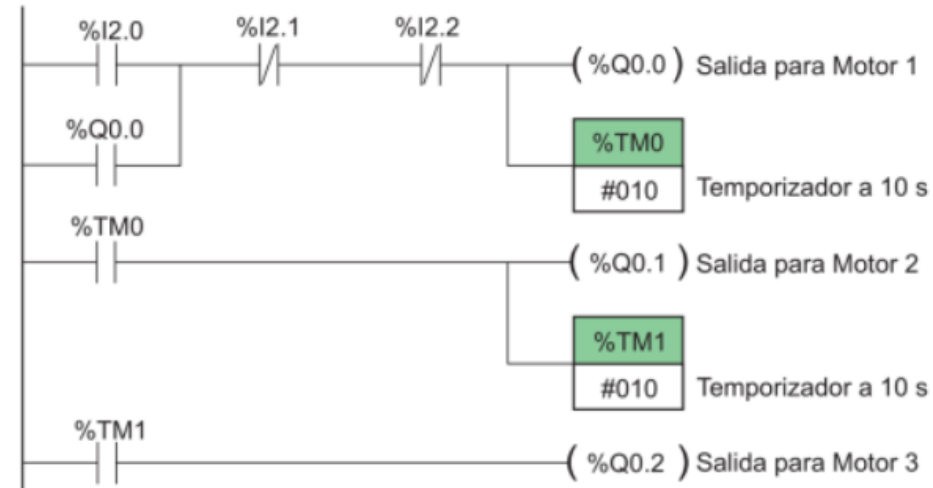 %I2.0 %I2.1 %I2.2
( %Q0.0 ) Salida para Motor 1
%Q0.0
%TM0
#010 Temporizador a 10 s
%TM0
( %Q0.1 ) Salida para Motor 2
%TM1
#010 Temporizador a 10 s
%TM1
( %Q0.2 ) Salida para Motor 3